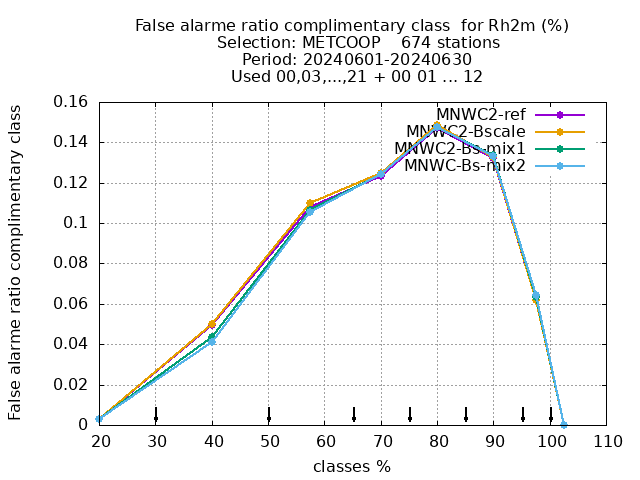 False alarme ratio complimentary class  for Rh2m (%)
Selection: METCOOP    674 stations
Period: 20240601-20240630
Used 00,03,...,21 + 00 01 ... 12
False alarme ratio complimentary class
0.16
0.14
0.12
0.1
0.08
0.06
0.04
0.02
0
MNWC2-ref
MNWC2-Bscale
MNWC2-Bs-mix1
MNWC-Bs-mix2
20 30 40 50 60 70 80 90 100 110
classes %